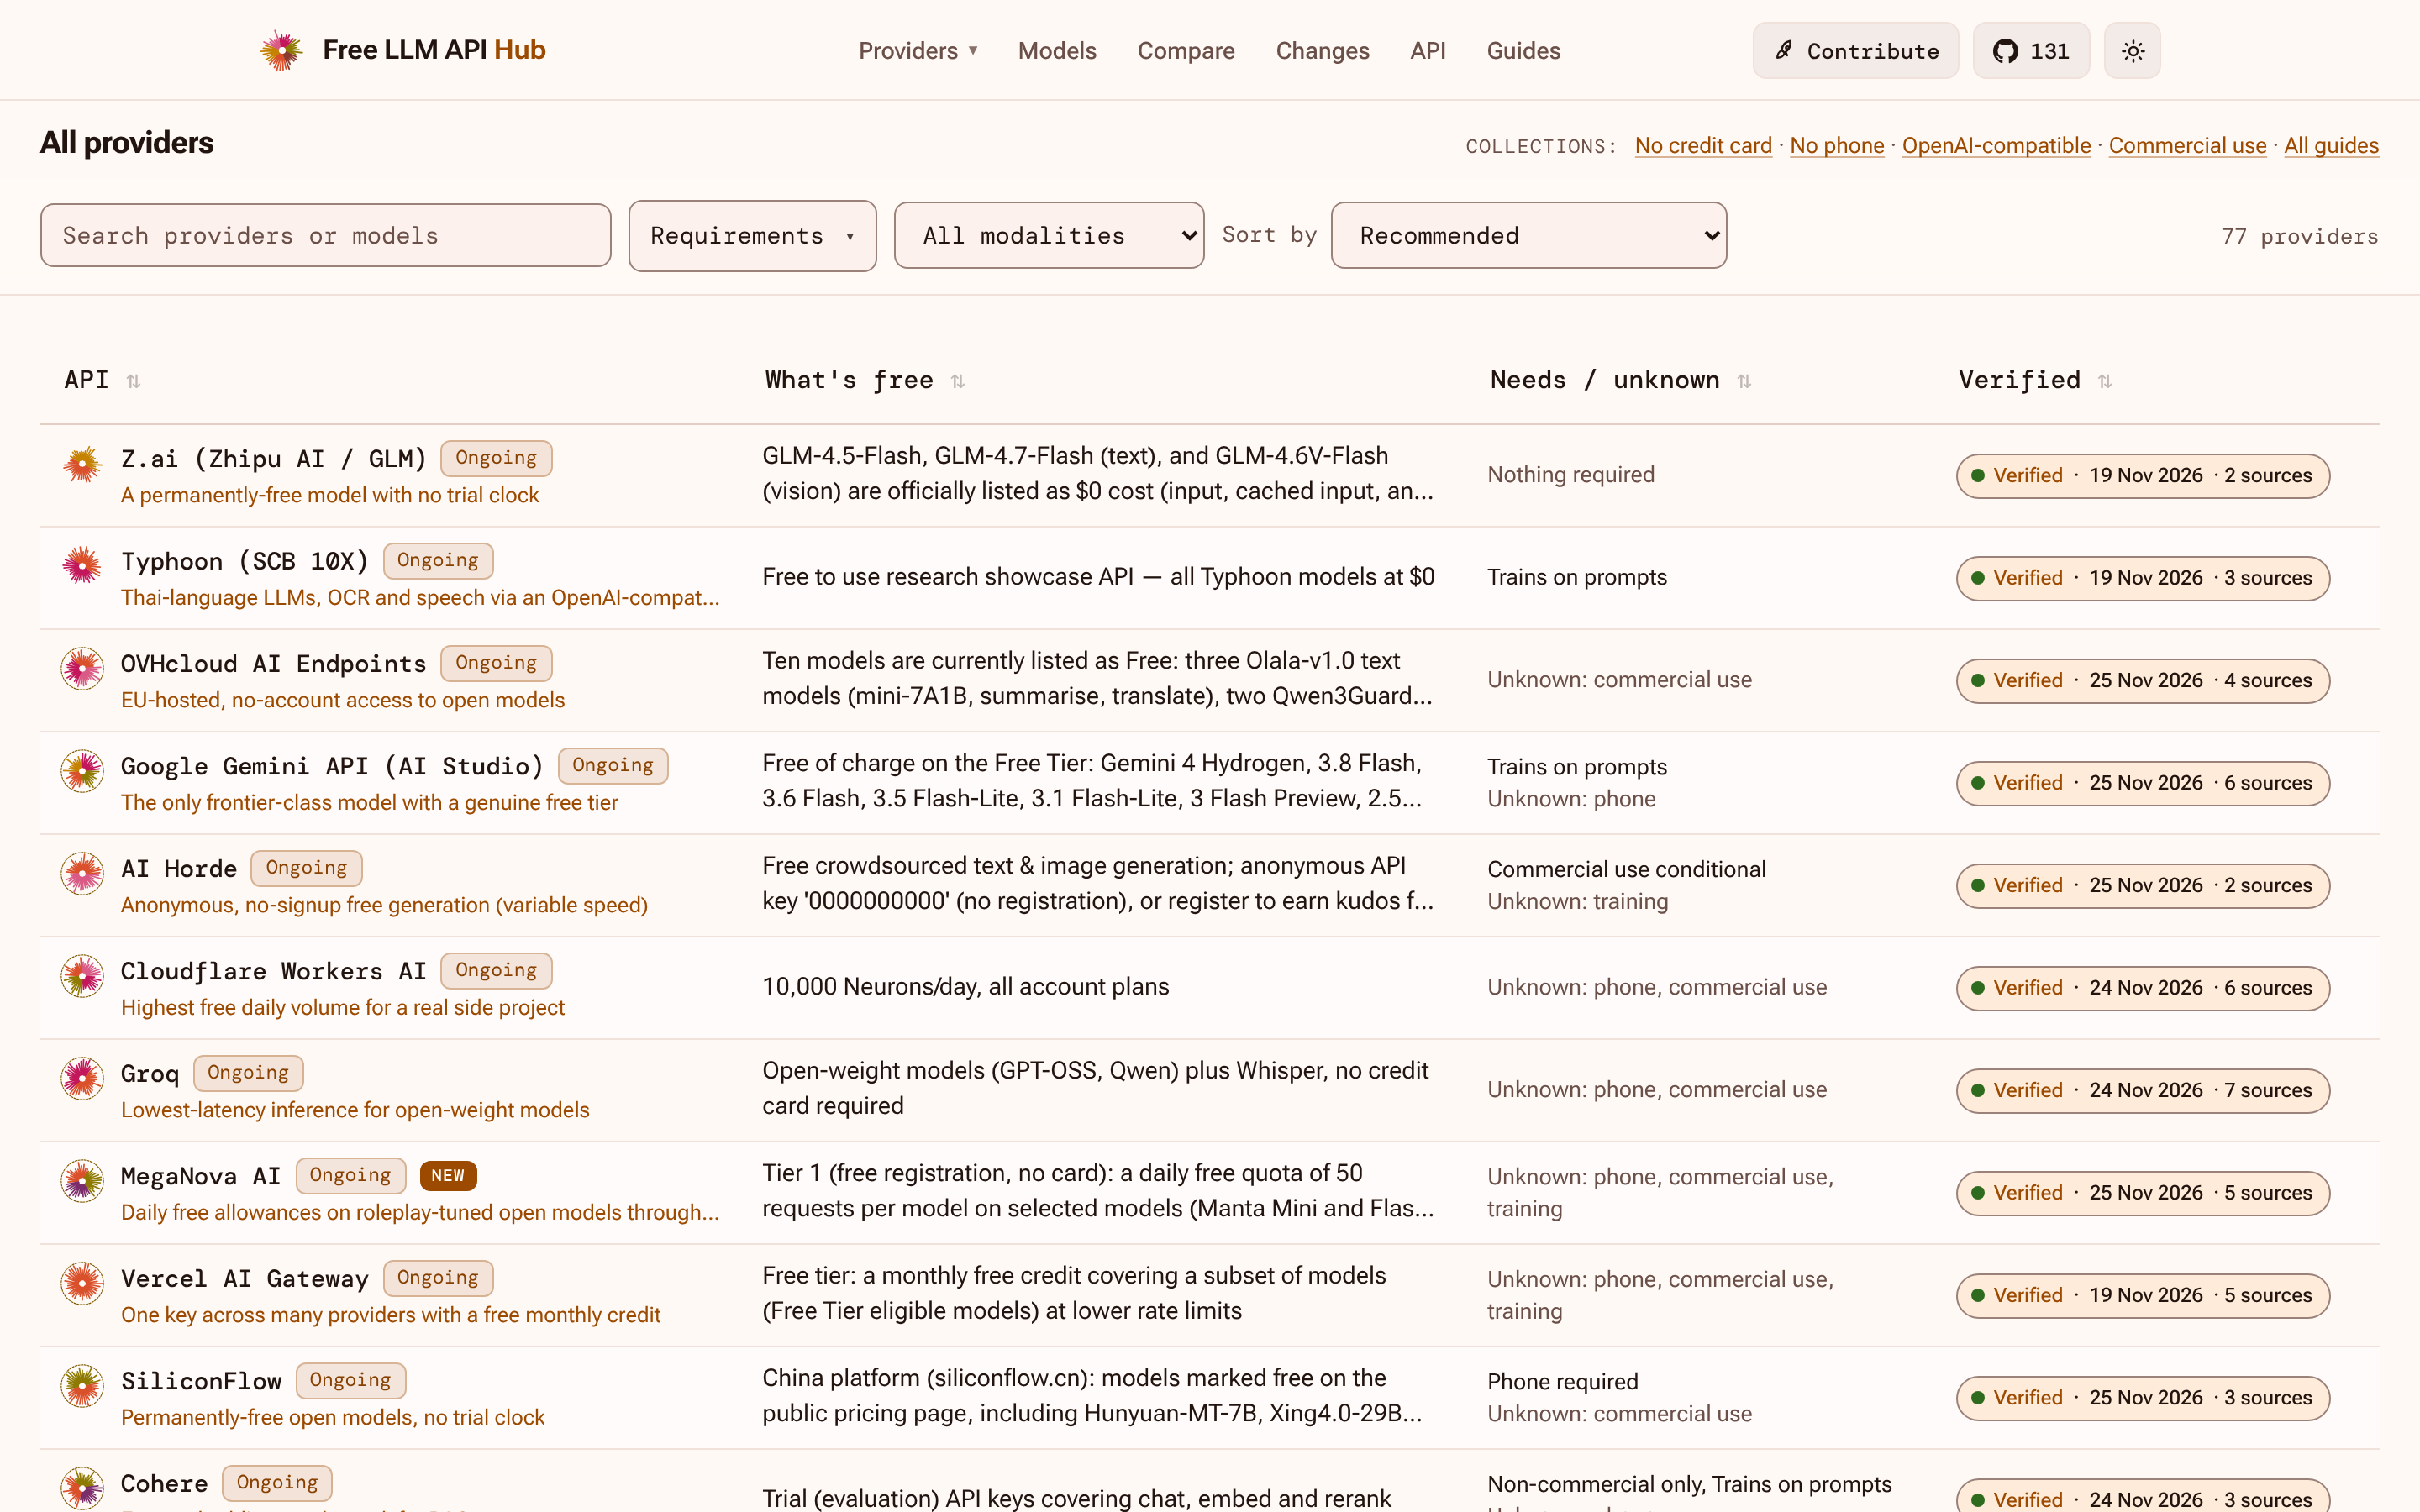 Free LLM API Hub
Providers ▾ Models Compare Changes API Guides
Contribute 131
All providers
COLLECTIONS: No credit card · No phone · OpenAI-compatible · Commercial use · All guides
Search providers or models Requirements ▾ All modalities Sort by Recommended 77 providers
API ⇅ What's free ⇅ Needs / unknown ⇅ Verified ⇅
Z.ai (Zhipu AI / GLM) Ongoing
A permanently-free model with no trial clock
GLM-4.5-Flash, GLM-4.7-Flash (text), and GLM-4.6V-Flash
(vision) are officially listed as $0 cost (input, cached input, an...
Nothing required
Verified · 19 Nov 2026 · 2 sources
Typhoon (SCB 10X) Ongoing
Thai-language LLMs, OCR and speech via an OpenAI-compat...
Free to use research showcase API — all Typhoon models at $0
Trains on prompts
Verified · 19 Nov 2026 · 3 sources
OVHcloud AI Endpoints Ongoing
EU-hosted, no-account access to open models
Ten models are currently listed as Free: three Olala-v1.0 text
models (mini-7A1B, summarise, translate), two Qwen3Guard...
Unknown: commercial use
Verified · 25 Nov 2026 · 4 sources
Google Gemini API (AI Studio) Ongoing
The only frontier-class model with a genuine free tier
Free of charge on the Free Tier: Gemini 4 Hydrogen, 3.8 Flash,
3.6 Flash, 3.5 Flash-Lite, 3.1 Flash-Lite, 3 Flash Preview, 2.5...
Trains on prompts
Unknown: phone
Verified · 25 Nov 2026 · 6 sources
AI Horde Ongoing
Anonymous, no-signup free generation (variable speed)
Free crowdsourced text & image generation; anonymous API
key '0000000000' (no registration), or register to earn kudos f...
Commercial use conditional
Unknown: training
Verified · 25 Nov 2026 · 2 sources
Cloudflare Workers AI Ongoing
Highest free daily volume for a real side project
10,000 Neurons/day, all account plans
Unknown: phone, commercial use
Verified · 24 Nov 2026 · 6 sources
Groq Ongoing
Lowest-latency inference for open-weight models
Open-weight models (GPT-OSS, Qwen) plus Whisper, no credit
card required
Unknown: phone, commercial use
Verified · 24 Nov 2026 · 7 sources
MegaNova AI Ongoing NEW
Daily free allowances on roleplay-tuned open models through...
Tier 1 (free registration, no card): a daily free quota of 50
requests per model on selected models (Manta Mini and Flas...
Unknown: phone, commercial use,
training
Verified · 25 Nov 2026 · 5 sources
Vercel AI Gateway Ongoing
One key across many providers with a free monthly credit
Free tier: a monthly free credit covering a subset of models
(Free Tier eligible models) at lower rate limits
Unknown: phone, commercial use,
training
Verified · 19 Nov 2026 · 5 sources
SiliconFlow Ongoing
Permanently-free open models, no trial clock
China platform (siliconflow.cn): models marked free on the
public pricing page, including Hunyuan-MT-7B, Xing4.0-29B...
Phone required
Unknown: commercial use
Verified · 25 Nov 2026 · 3 sources
Cohere Ongoing
Trial (evaluation) API keys covering chat, embed and rerank
Non-commercial only, Trains on prompts
Verified · 24 Nov 2026 · 3 sources